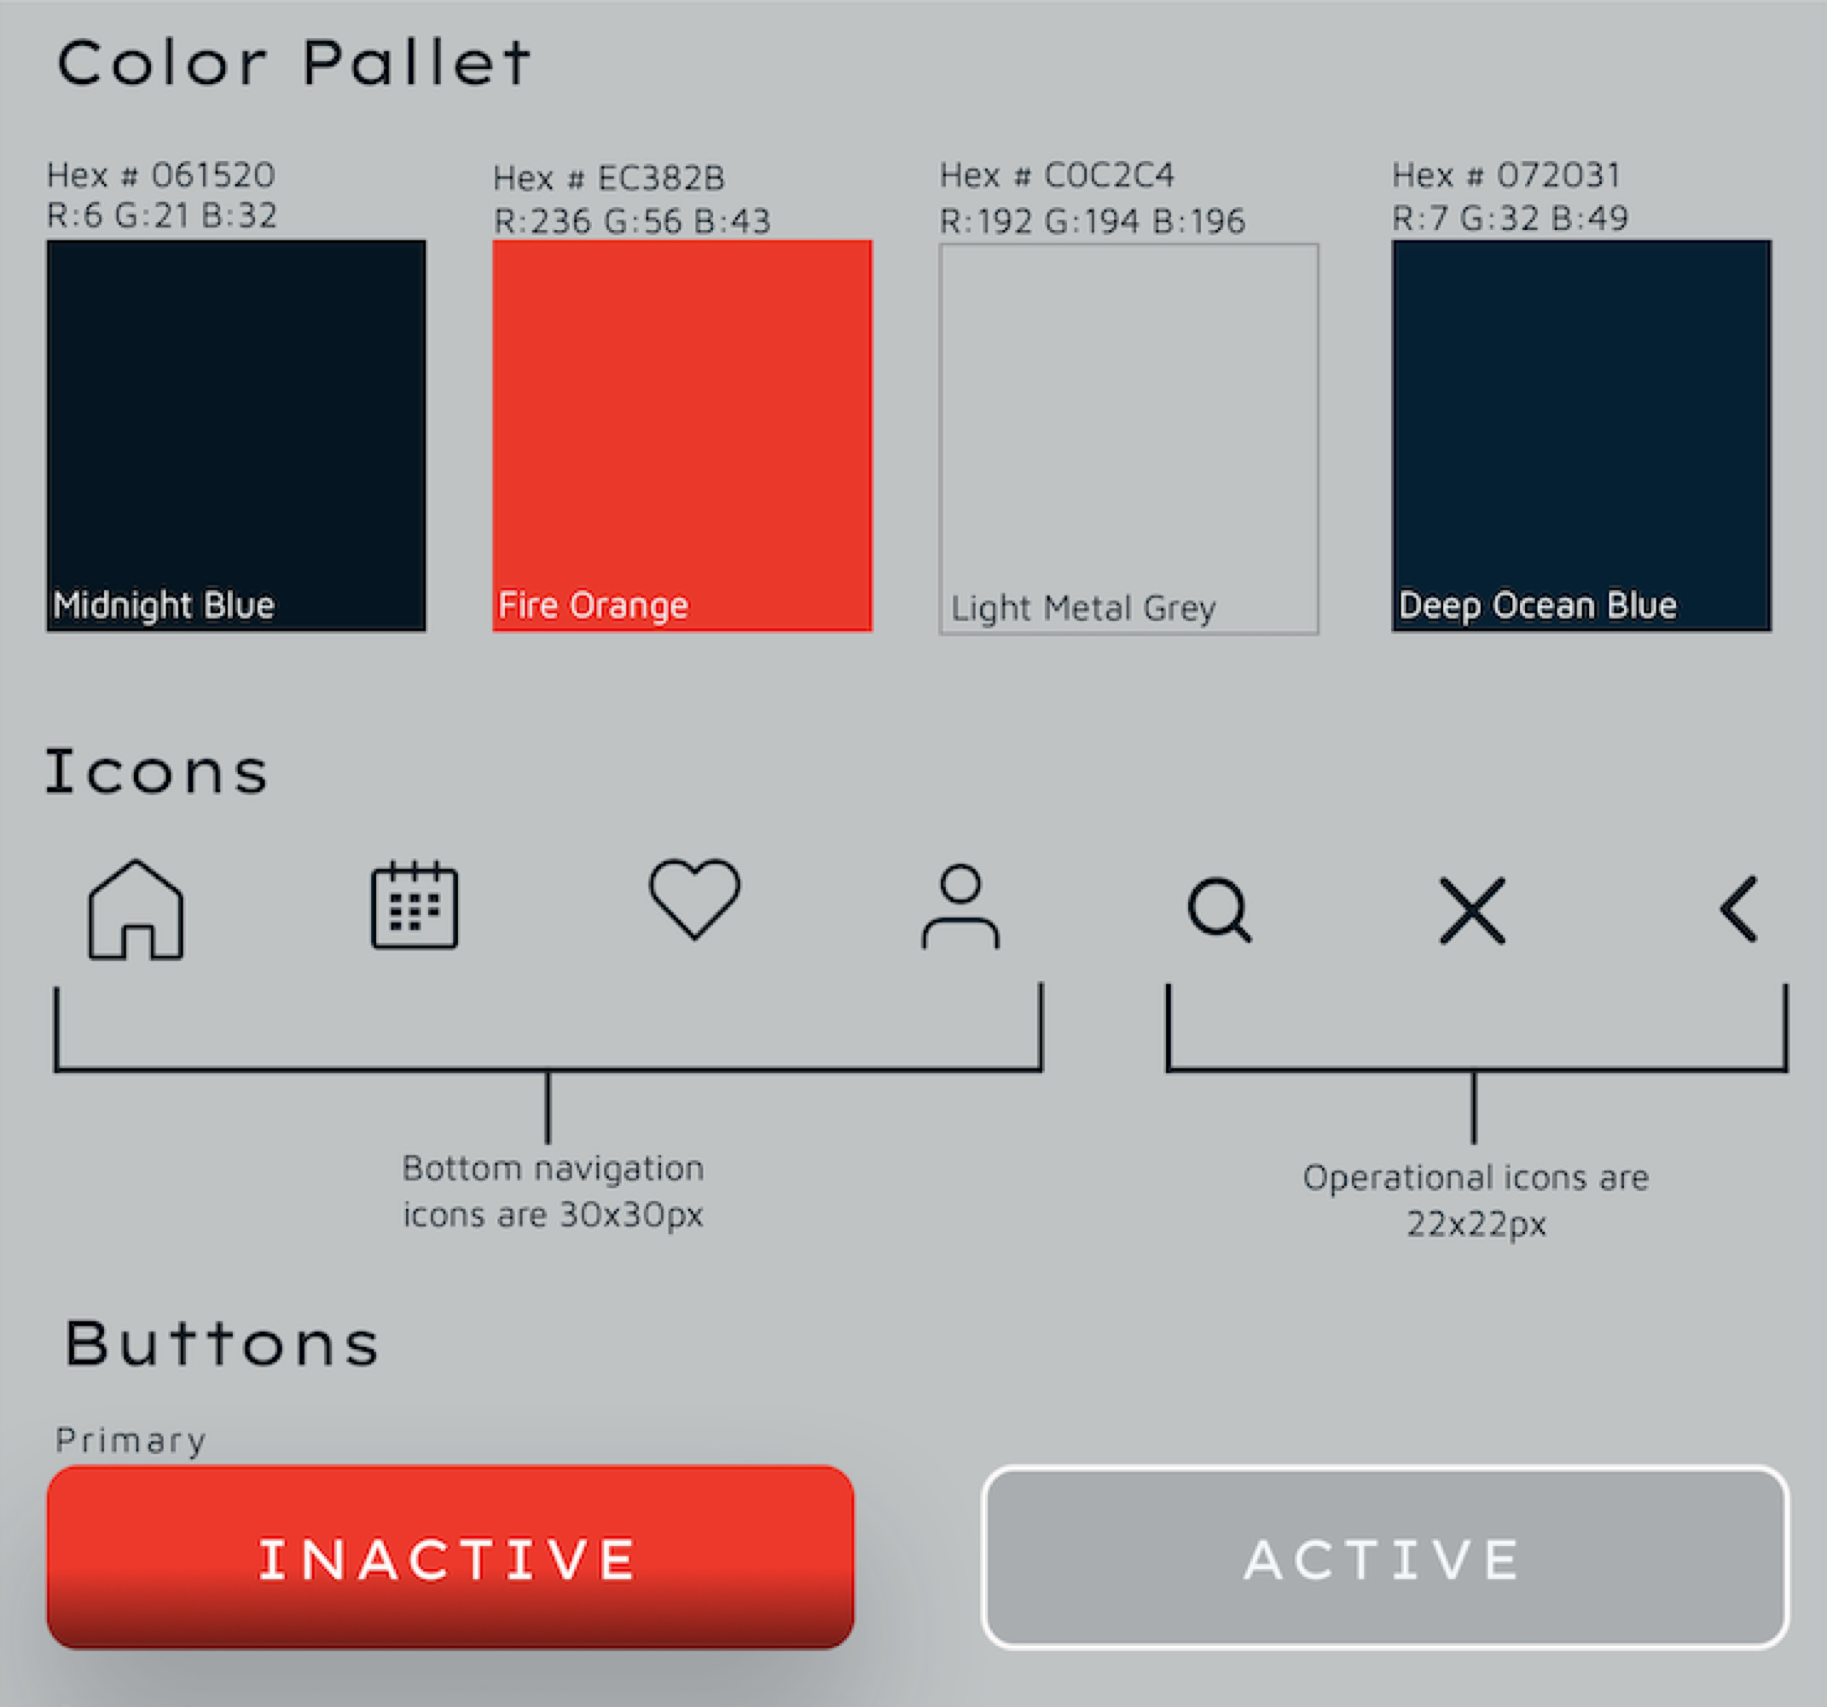 Color Pallet
Hex # 061520
R:6 G:21 B:32
Midnight Blue
Hex # EC382B
R:236 G:56 B:43
Fire Orange
Hex # C0C2C4
R:192 G:194 B:196
Light Metal Grey
Hex # 072031
R:7 G:32 B:49
Deep Ocean Blue
Icons
Bottom navigation
icons are 30x30px
Operational icons are
22x22px
Buttons
Primary
INACTIVE
ACTIVE